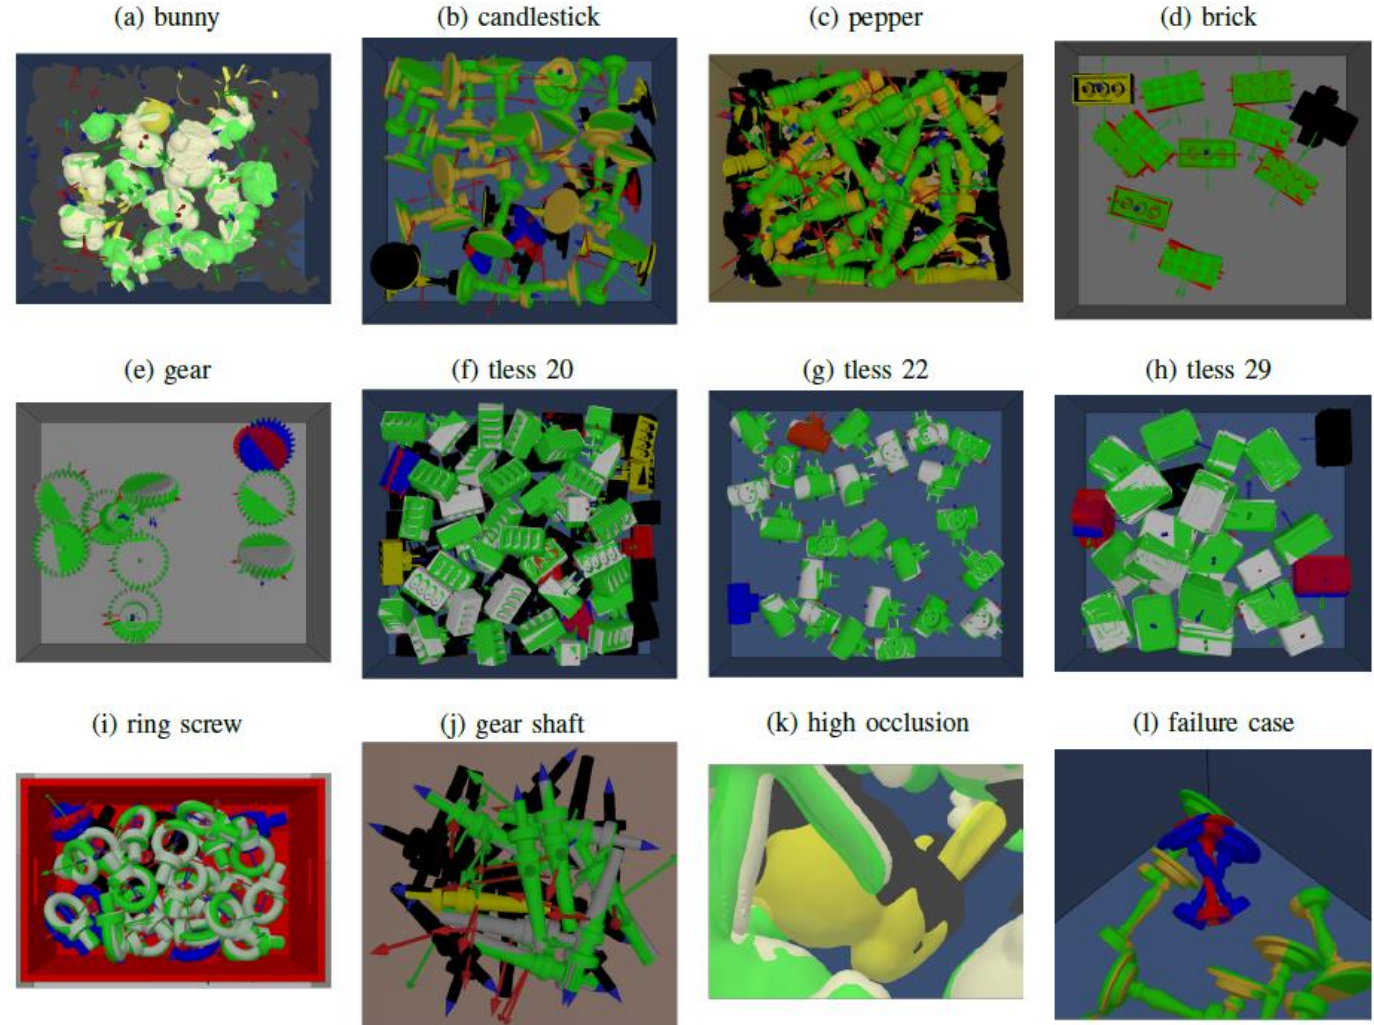 (a) bunny
(b) candlestick
(c) pepper
(d) brick
(e) gear
(f) tless 20
(g) tless 22
(h) tless 29
(i) ring screw
(j) gear shaft
(k) high occlusion
(l) failure case